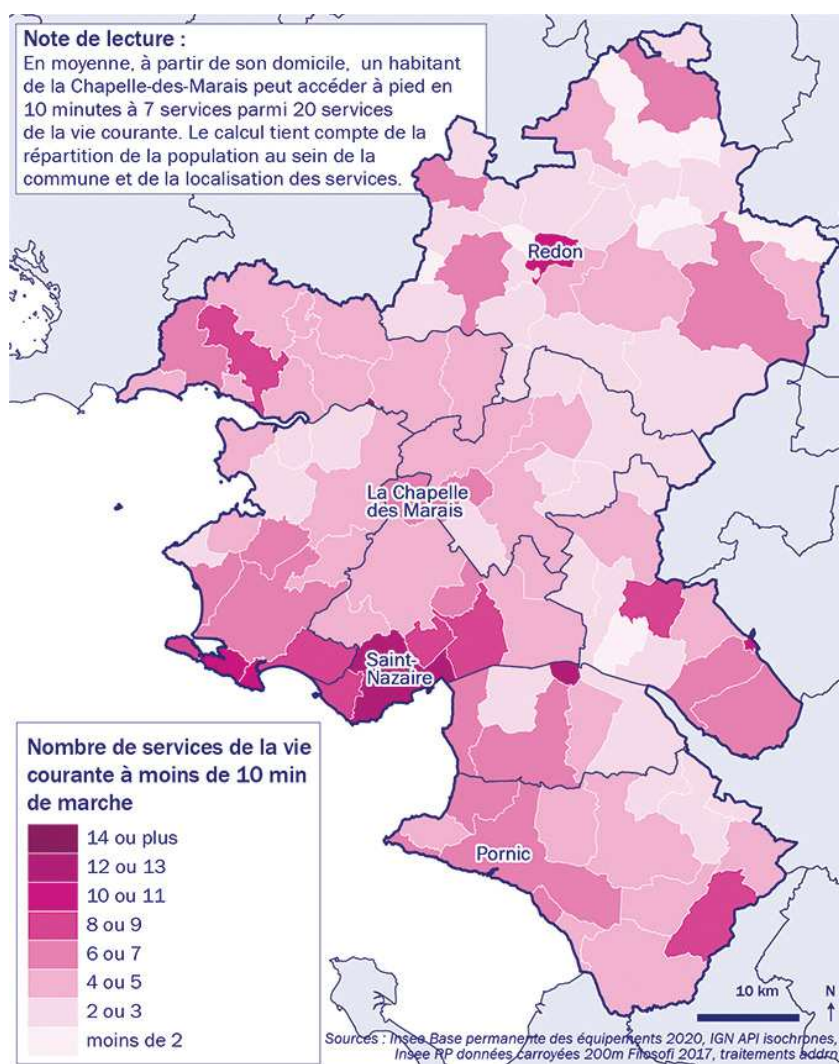 Note de lecture :
En moyenne, à partir de son domicile, un habitant
de la Chapelle-des-Marais peut accéder à pied en
10 minutes à 7 services parmi 20 services
de la vie courante. Le calcul tient compte de la
répartition de la population au sein de la
commune et de la localisation des services.
Redon
La Chapelle
des Marais
Saint-
Nazaire
Pornic
Nombre de services de la vie
courante à moins de 10 min
de marche
14 ou plus
12 ou 13
10 ou 11
8 ou 9
6 ou 7
4 ou 5
2 ou 3
moins de 2
10 km
N
Sources : Insee Base permanente des équipements 2020, IGN API isochrones,
Insee RP données carroyées 200m Filosofi 2017, traitements addrn